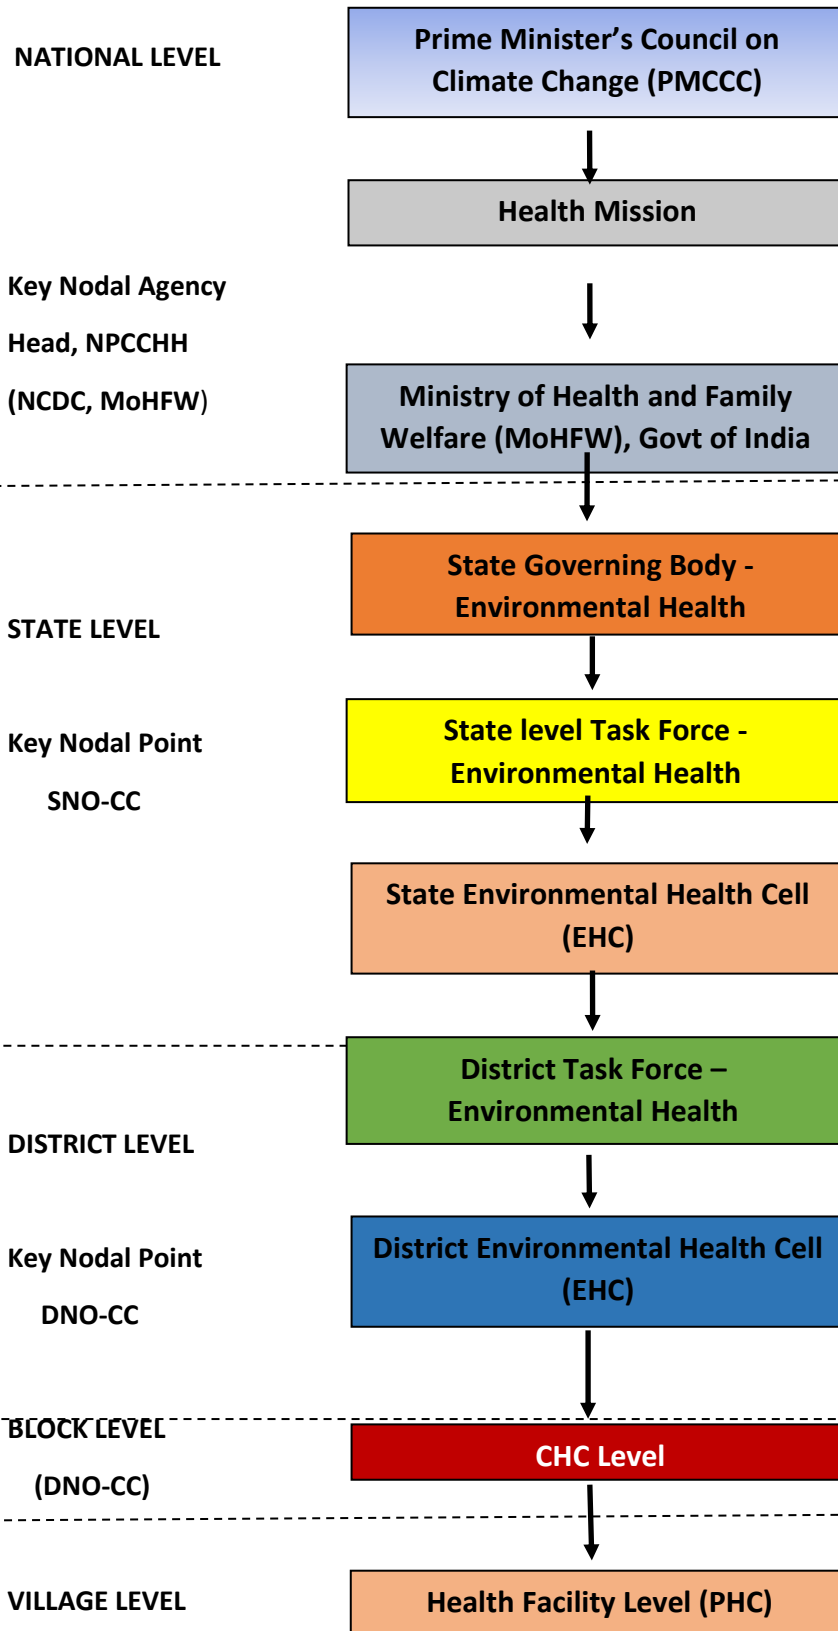 NATIONAL LEVEL
Prime Minister’s Council on
Climate Change (PMCCC)
Health Mission
Key Nodal Agency
Head, NPCCHH
(NCDC, MoHFW)
Ministry of Health and Family
Welfare (MoHFW), Govt of India
State Governing Body -
Environmental Health
STATE LEVEL
Key Nodal Point
SNO-CC
State level Task Force -
Environmental Health
State Environmental Health Cell
(EHC)
District Task Force –
Environmental Health
DISTRICT LEVEL
Key Nodal Point
DNO-CC
District Environmental Health Cell
(EHC)
BLOCK LEVEL
(DNO-CC)
CHC Level
VILLAGE LEVEL
Health Facility Level (PHC)